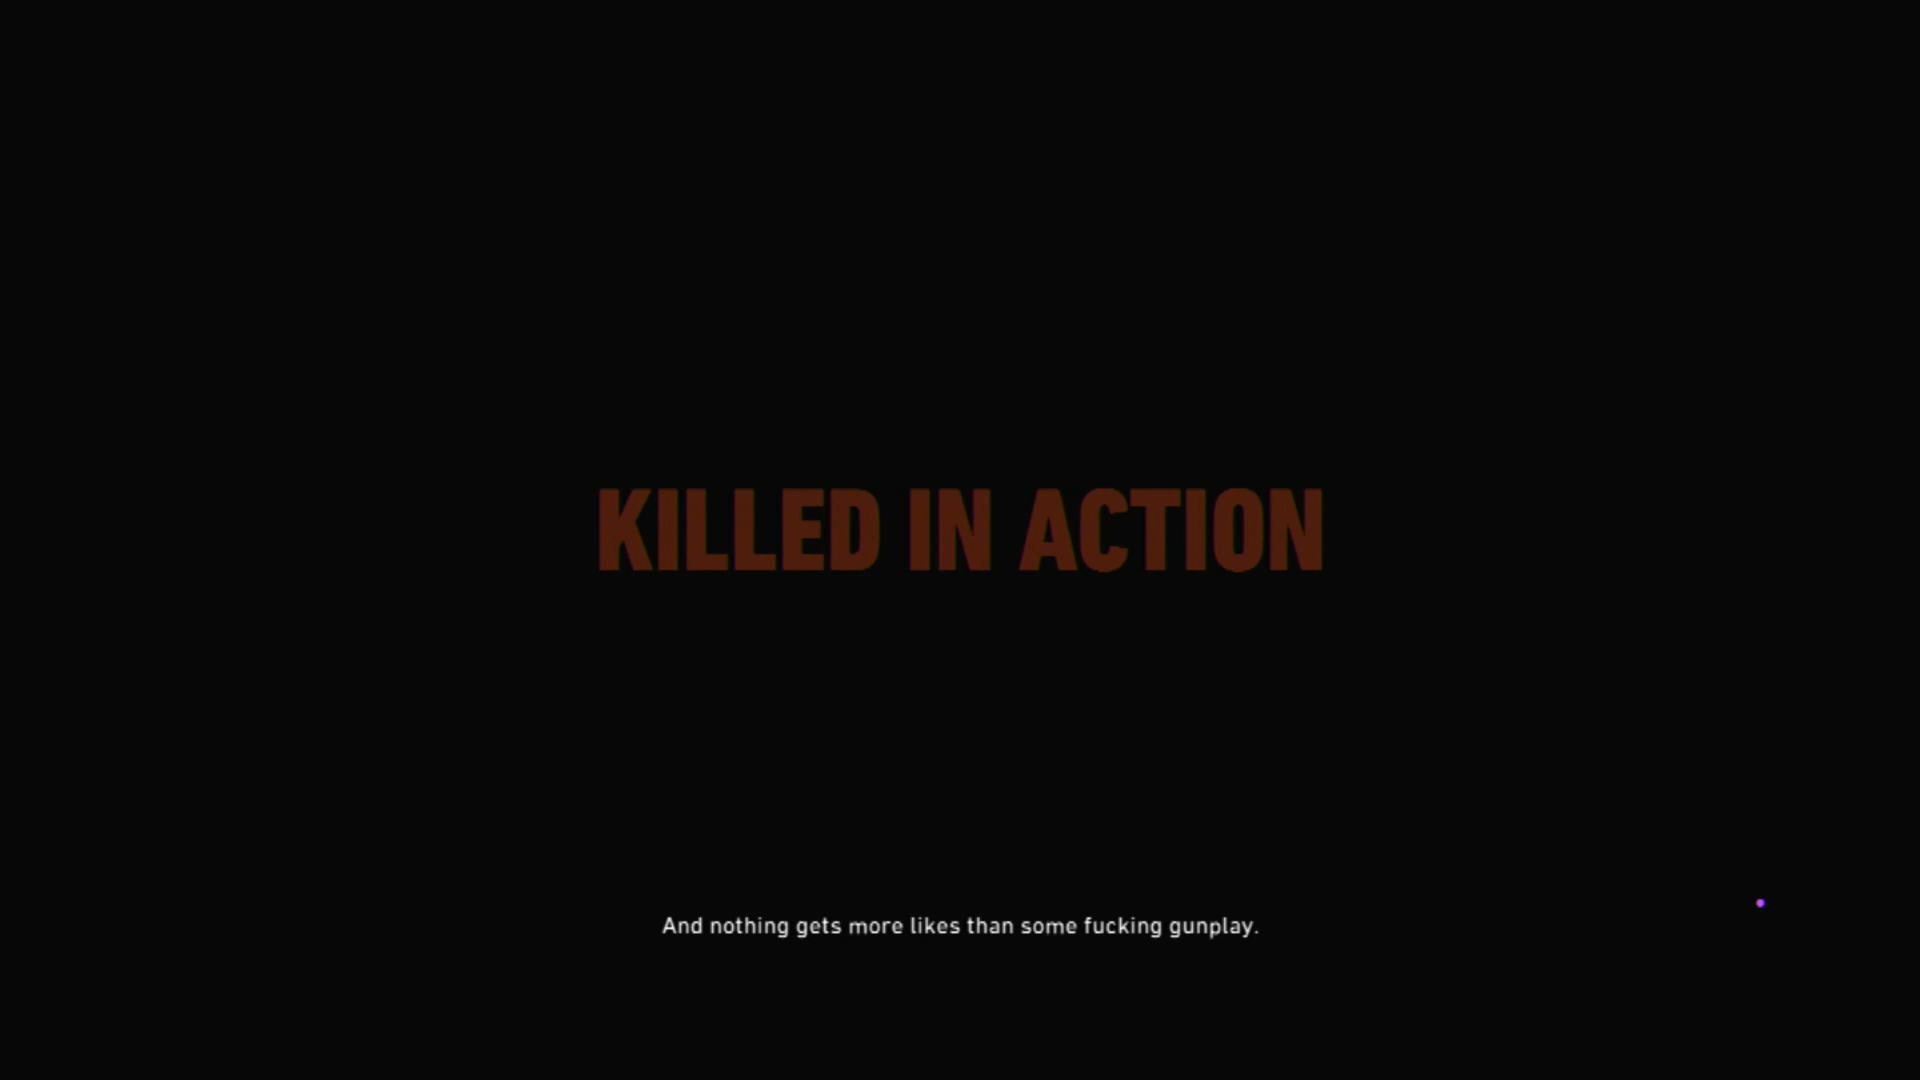 KILLED IN ACTION
And nothing gets more likes than some fucking gunplay.